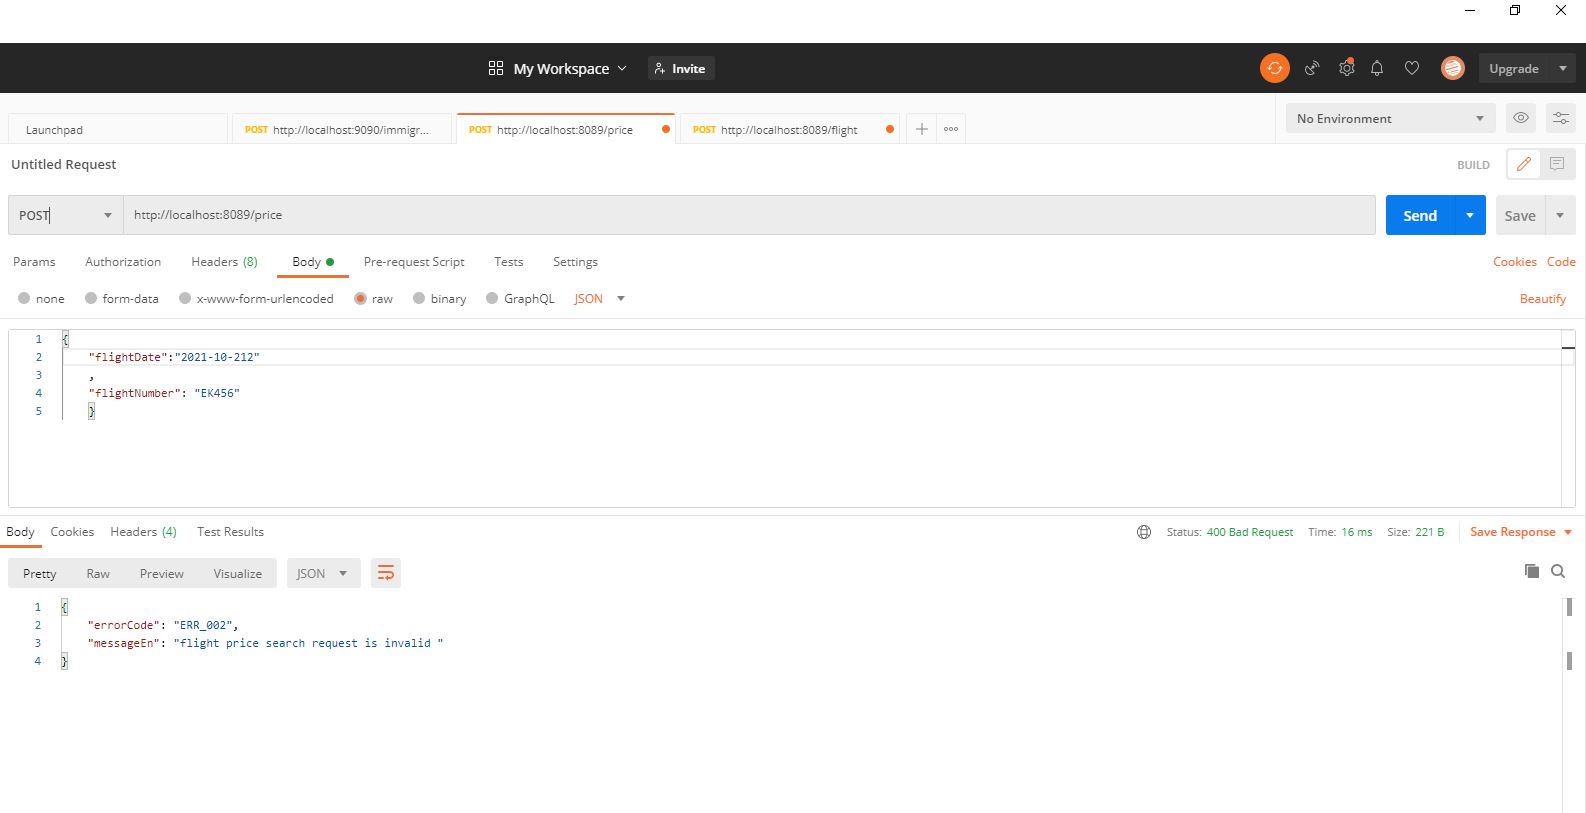 My Workspace
Invite
Upgrade
Launchpad
POST http://localhost:9090/immigr...
POST http://localhost:8089/price
POST http://localhost:8089/flight
No Environment
Untitled Request
BUILD
POST
http://localhost:8089/price
Send
Save
Params
Authorization
Headers (8)
Body
Pre-request Script
Tests
Settings
Cookies
Code
none
form-data
x-www-form-urlencoded
raw
binary
GraphQL
JSON
Beautify
1 {
2 "flightDate":"2021-10-212"
3 ,
4 "flightNumber": "EK456"
5 }
Body
Cookies
Headers (4)
Test Results
Status: 400 Bad Request
Time: 16 ms
Size: 221 B
Save Response
Pretty
Raw
Preview
Visualize
JSON
1 {
2 "errorCode": "ERR_002",
3 "messageEn": "flight price search request is invalid "
4 }